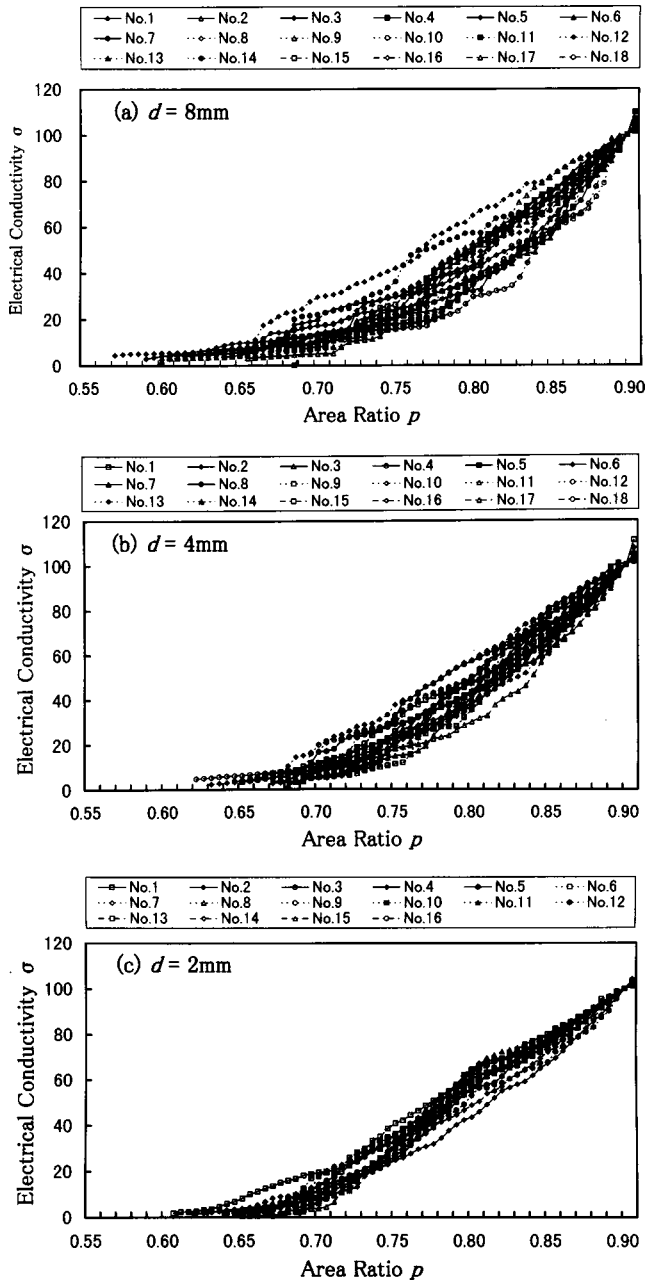 No.1 No.2 No.3 No.4 No.5 No.6
No.7 No.8 No.9 No.10 No.11 No.12
No.13 No.14 No.15 No.16 No.17 No.18
(a) d = 8mm
Electrical Conductivity σ
120
100
80
60
40
20
0
0.55 0.60 0.65 0.70 0.75 0.80 0.85 0.90
Area Ratio p
No.1 No.2 No.3 No.4 No.5 No.6
No.7 No.8 No.9 No.10 No.11 No.12
No.13 No.14 No.15 No.16 No.17 No.18
(b) d = 4mm
Electrical Conductivity σ
120
100
80
60
40
20
0
0.55 0.60 0.65 0.70 0.75 0.80 0.85 0.90
Area Ratio p
No.1 No.2 No.3 No.4 No.5 No.6
No.7 No.8 No.9 No.10 No.11 No.12
No.13 No.14 No.15 No.16
(c) d = 2mm
Electrical Conductivity σ
120
100
80
60
40
20
0
0.55 0.60 0.65 0.70 0.75 0.80 0.85 0.90
Area Ratio p